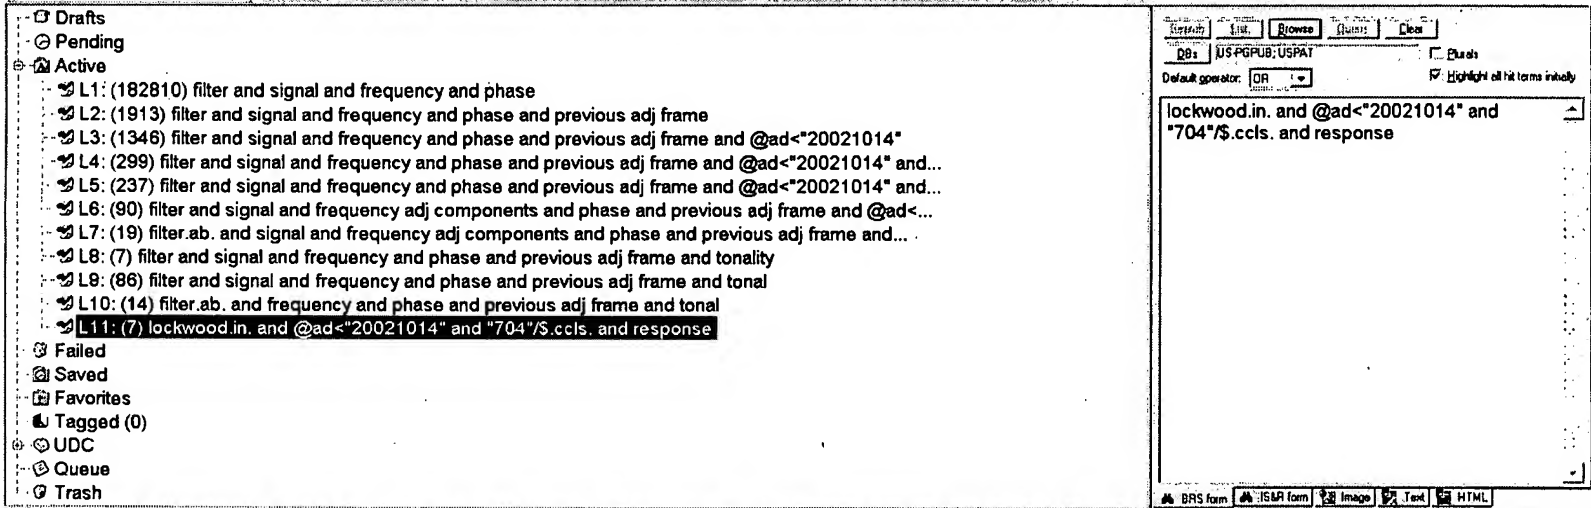 Drafts
Pending
Active
L1: (182810) filter and signal and frequency and phase
L2: (1913) filter and signal and frequency and phase and previous adj frame
L3: (1346) filter and signal and frequency and phase and previous adj frame and @ad<"20021014"
L4: (299) filter and signal and frequency and phase and previous adj frame and @ad<"20021014" and...
L5: (237) filter and signal and frequency and phase and previous adj frame and @ad<"20021014" and...
L6: (90) filter and signal and frequency adj components and phase and previous adj frame and @ad<...
L7: (19) filter.ab. and signal and frequency adj components and phase and previous adj frame and...
L8: (7) filter and signal and frequency and phase and previous adj frame and tonality
L9: (86) filter and signal and frequency and phase and previous adj frame and tonal
L10: (14) filter.ab. and frequency and phase and previous adj frame and tonal
L11: (7) lockwood.in. and @ad<"20021014" and "704"/$.ccls. and response
Failed
Saved
Favorites
Tagged (0)
UDC
Queue
Trash
Search List Browse Queue Clear
DBs US-PGPUB; USPAT Plurals
Default operator: OR Highlight all hit terms initially
lockwood.in. and @ad<"20021014" and
"704"/$.ccls. and response
BRS form IS&R form Image Text HTML